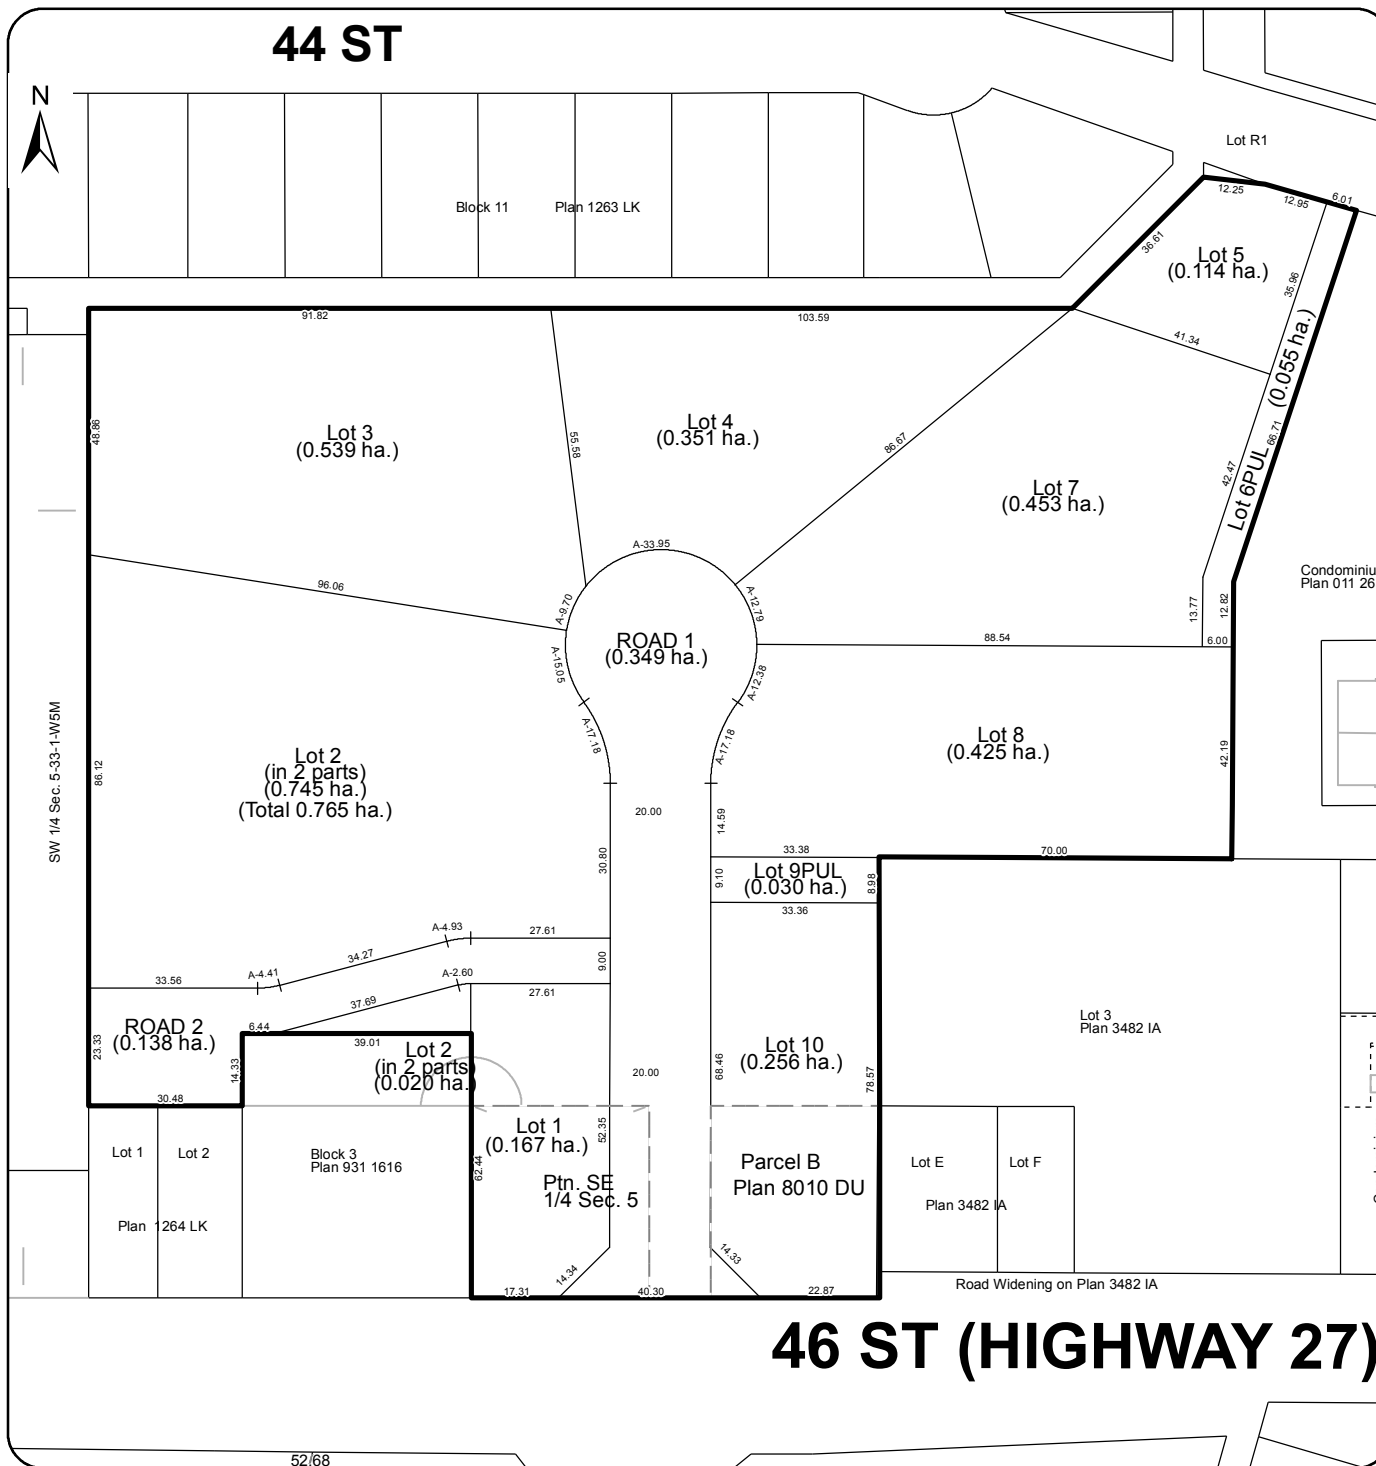 44 ST
N
Lot R1
Block 11
Plan 1263 LK
12.25
12.95
6.01
36.61
Lot 5
(0.114 ha.)
35.96
91.82
103.59
41.34
Lot 6PUL (0.055 ha.)
66.71
42.47
48.86
Lot 3
(0.539 ha.)
55.58
Lot 4
(0.351 ha.)
86.67
Lot 7
(0.453 ha.)
A-33.95
96.06
A-9.70
A-12.79
13.77
12.82
Condominiu
Plan 011 26
ROAD 1
(0.349 ha.)
88.54
6.00
A-15.05
A-12.38
A-17.18
A-17.18
SW 1/4 Sec. 5-33-1-W5M
86.12
Lot 2
(in 2 parts)
(0.745 ha.)
(Total 0.765 ha.)
Lot 8
(0.425 ha.)
42.19
20.00
14.59
30.80
33.38
70.00
Lot 9PUL
(0.030 ha.)
9.10
8.98
33.36
A-4.93
27.61
34.27
9.00
33.56
A-4.41
A-2.60
27.61
37.69
ROAD 2
(0.138 ha.)
6.44
39.01
23.33
14.33
Lot 2
(in 2 parts)
(0.020 ha.)
30.48
20.00
68.46
Lot 10
(0.256 ha.)
78.57
Lot 3
Plan 3482 IA
Lot 1
Lot 2
Plan 1264 LK
Block 3
Plan 931 1616
Lot 1
(0.167 ha.)
52.35
62.44
Ptn. SE
1/4 Sec. 5
Parcel B
Plan 8010 DU
Lot E
Lot F
Plan 3482 IA
14.34
14.33
17.31
40.30
22.87
Road Widening on Plan 3482 IA
46 ST (HIGHWAY 27)
52/68